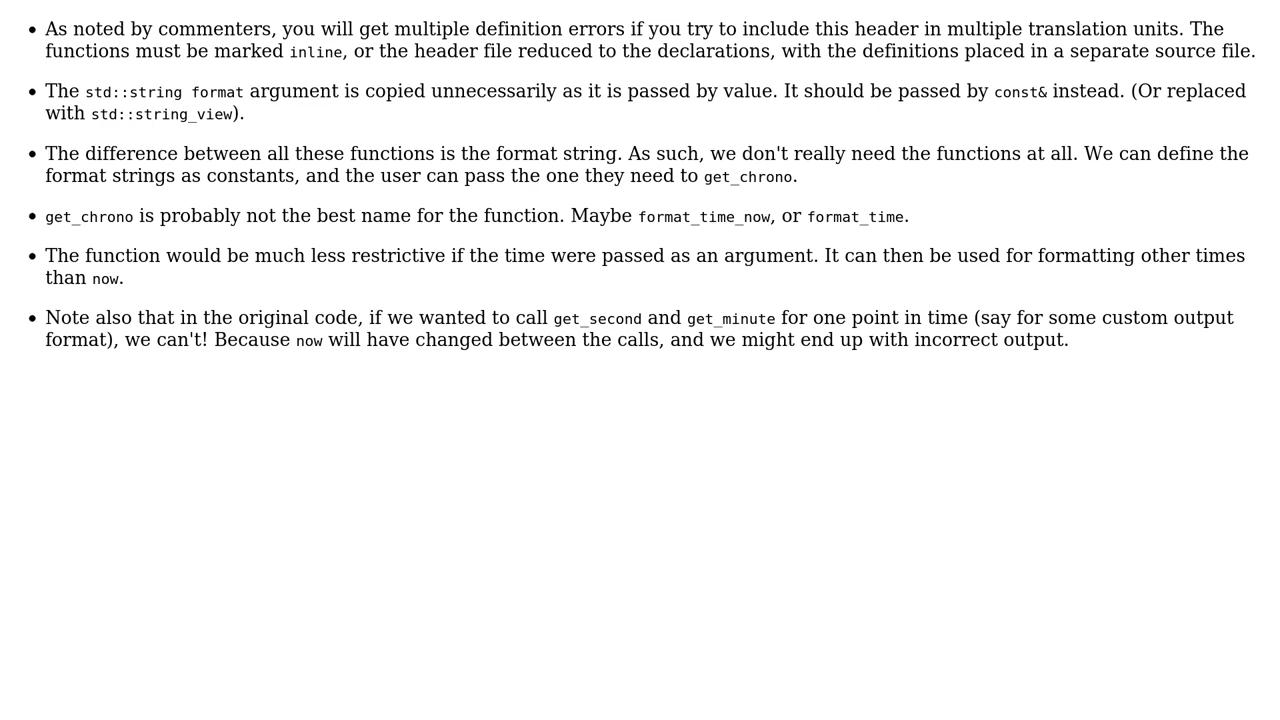 • As noted by commenters, you will get multiple definition errors if you try to include this header in multiple translation units. The
functions must be marked inline, or the header file reduced to the declarations, with the definitions placed in a separate source file.
• The std::string format argument is copied unnecessarily as it is passed by value. It should be passed by const& instead. (Or replaced
with std::string_view).
• The difference between all these functions is the format string. As such, we don't really need the functions at all. We can define the
format strings as constants, and the user can pass the one they need to get_chrono.
• get_chrono is probably not the best name for the function. Maybe format_time_now, or format_time.
• The function would be much less restrictive if the time were passed as an argument. It can then be used for formatting other times
than now.
• Note also that in the original code, if we wanted to call get_second and get_minute for one point in time (say for some custom output
format), we can't! Because now will have changed between the calls, and we might end up with incorrect output.